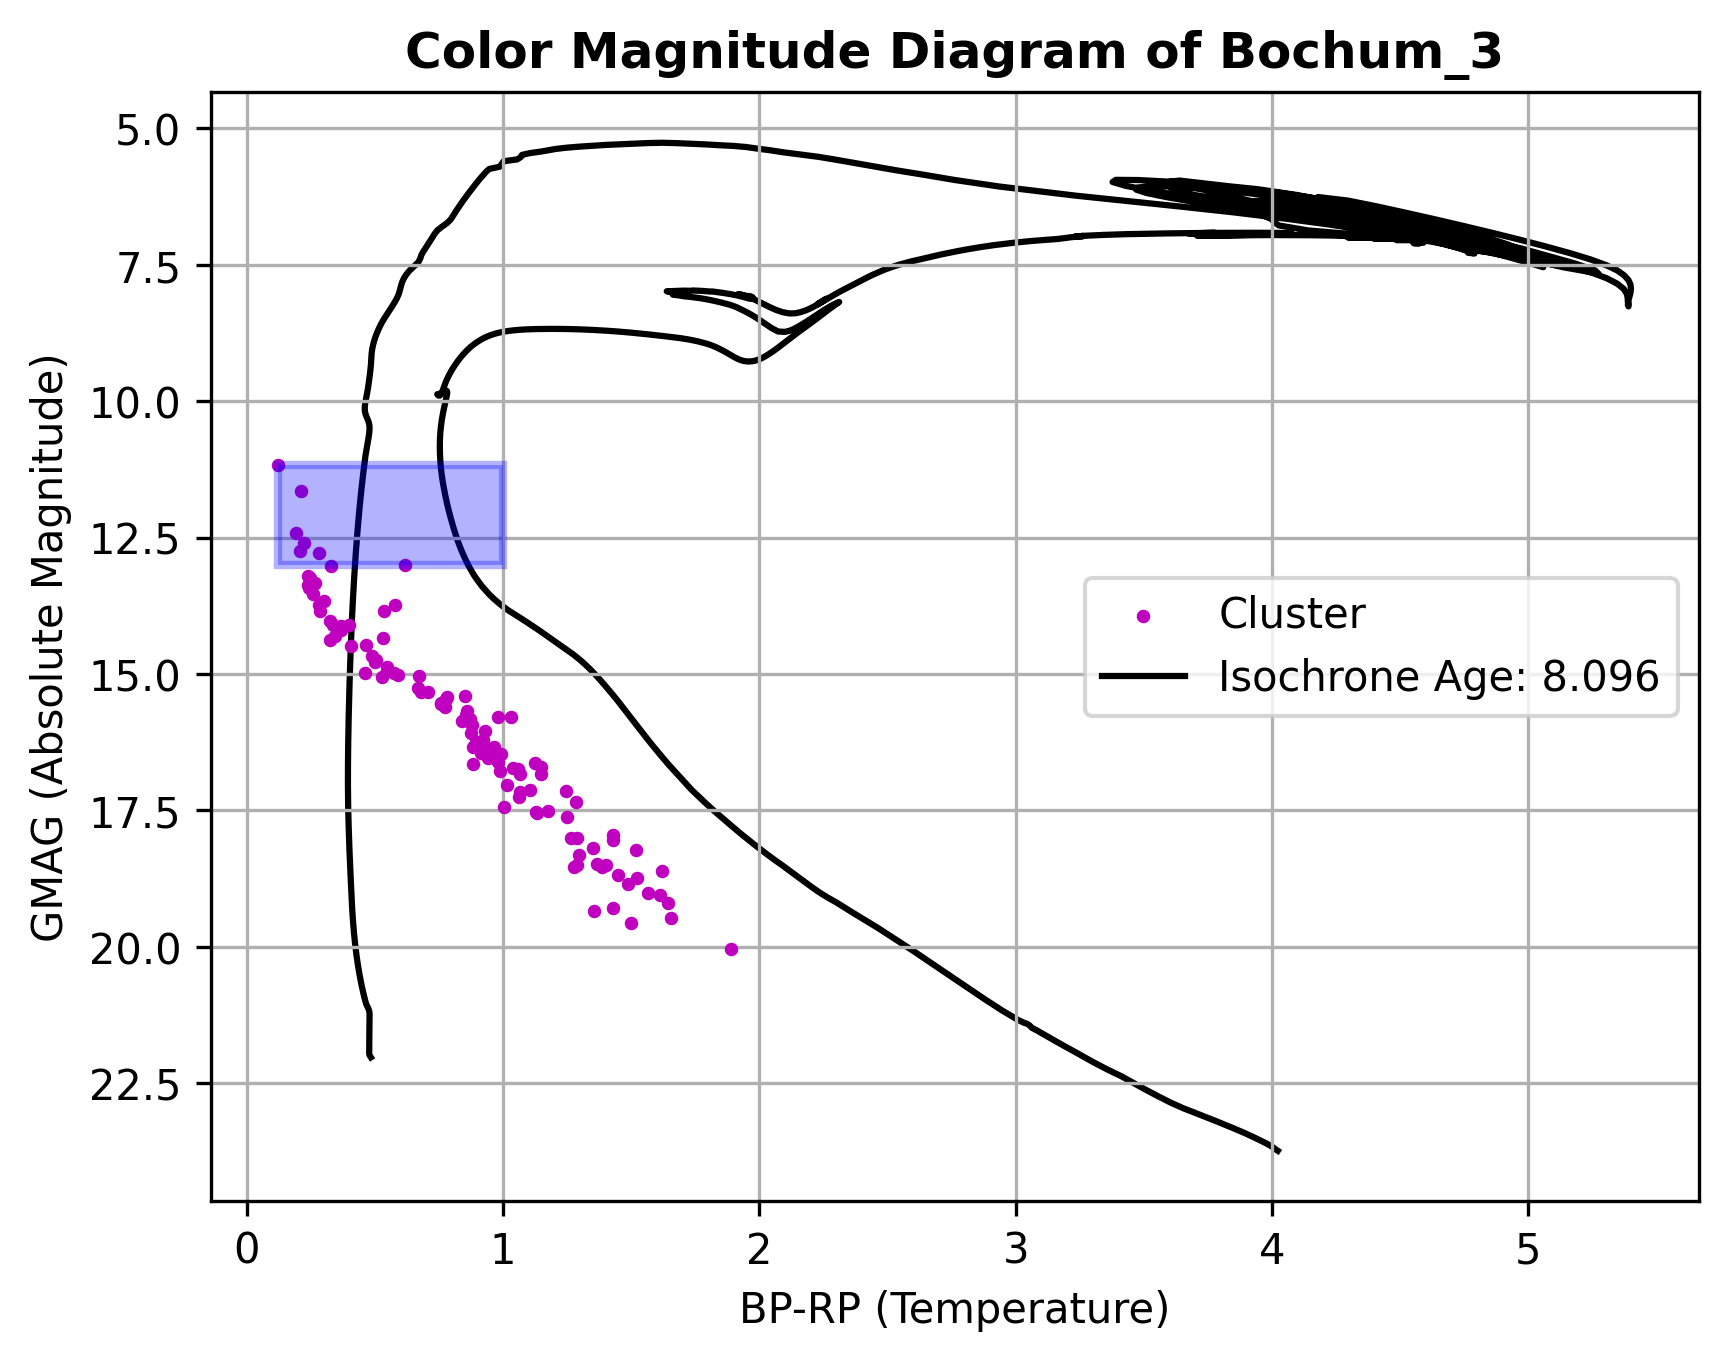 Color Magnitude Diagram of Bochum_3
GMAG (Absolute Magnitude)
5.0
7.5
10.0
12.5
15.0
17.5
20.0
22.5
Cluster
Isochrone Age: 8.096
0 1 2 3 4 5
BP-RP (Temperature)